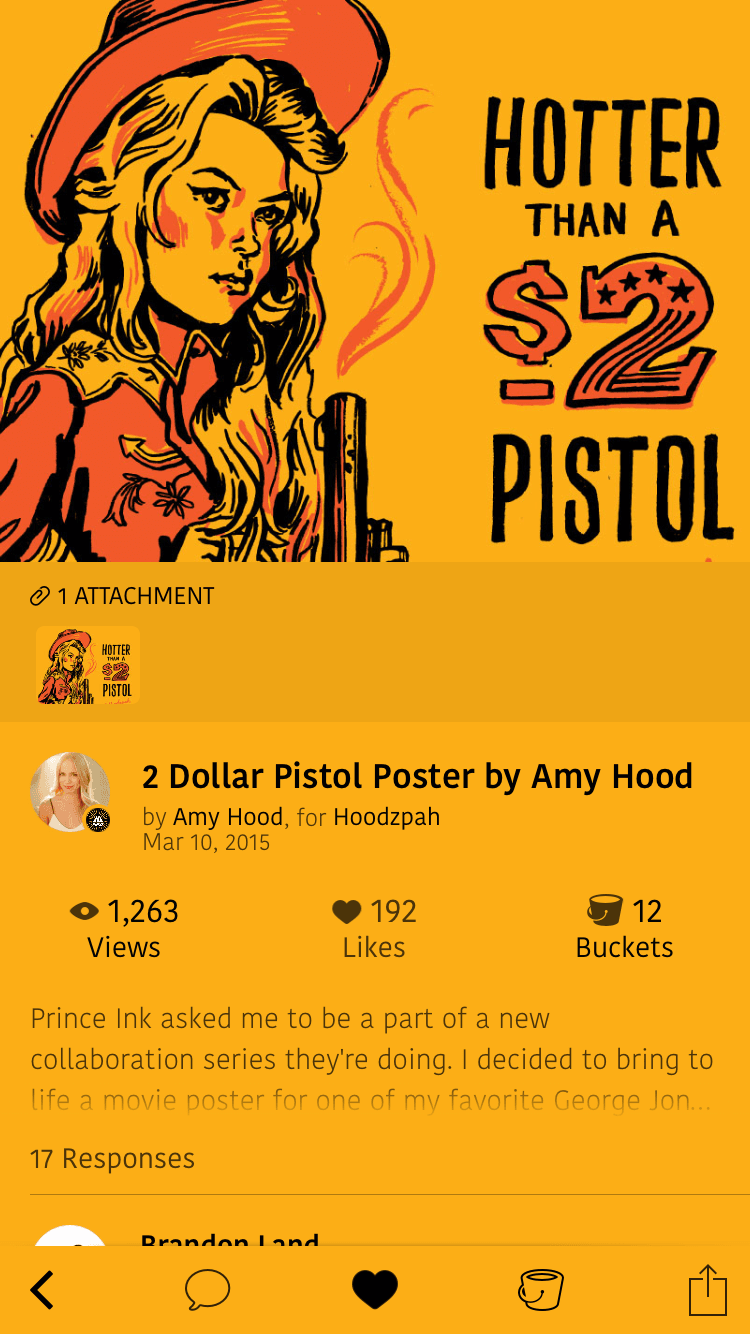 HOTTER
THAN A
$2
PISTOL
1 ATTACHMENT
HOTTER
THAN A
$2
PISTOL
2 Dollar Pistol Poster by Amy Hood
by Amy Hood, for Hoodzpah
Mar 10, 2015
1,263 192 12
Views Likes Buckets
Prince Ink asked me to be a part of a new
collaboration series they're doing. I decided to bring to
life a movie poster for one of my favorite George Jon...
17 Responses
Brandon Land